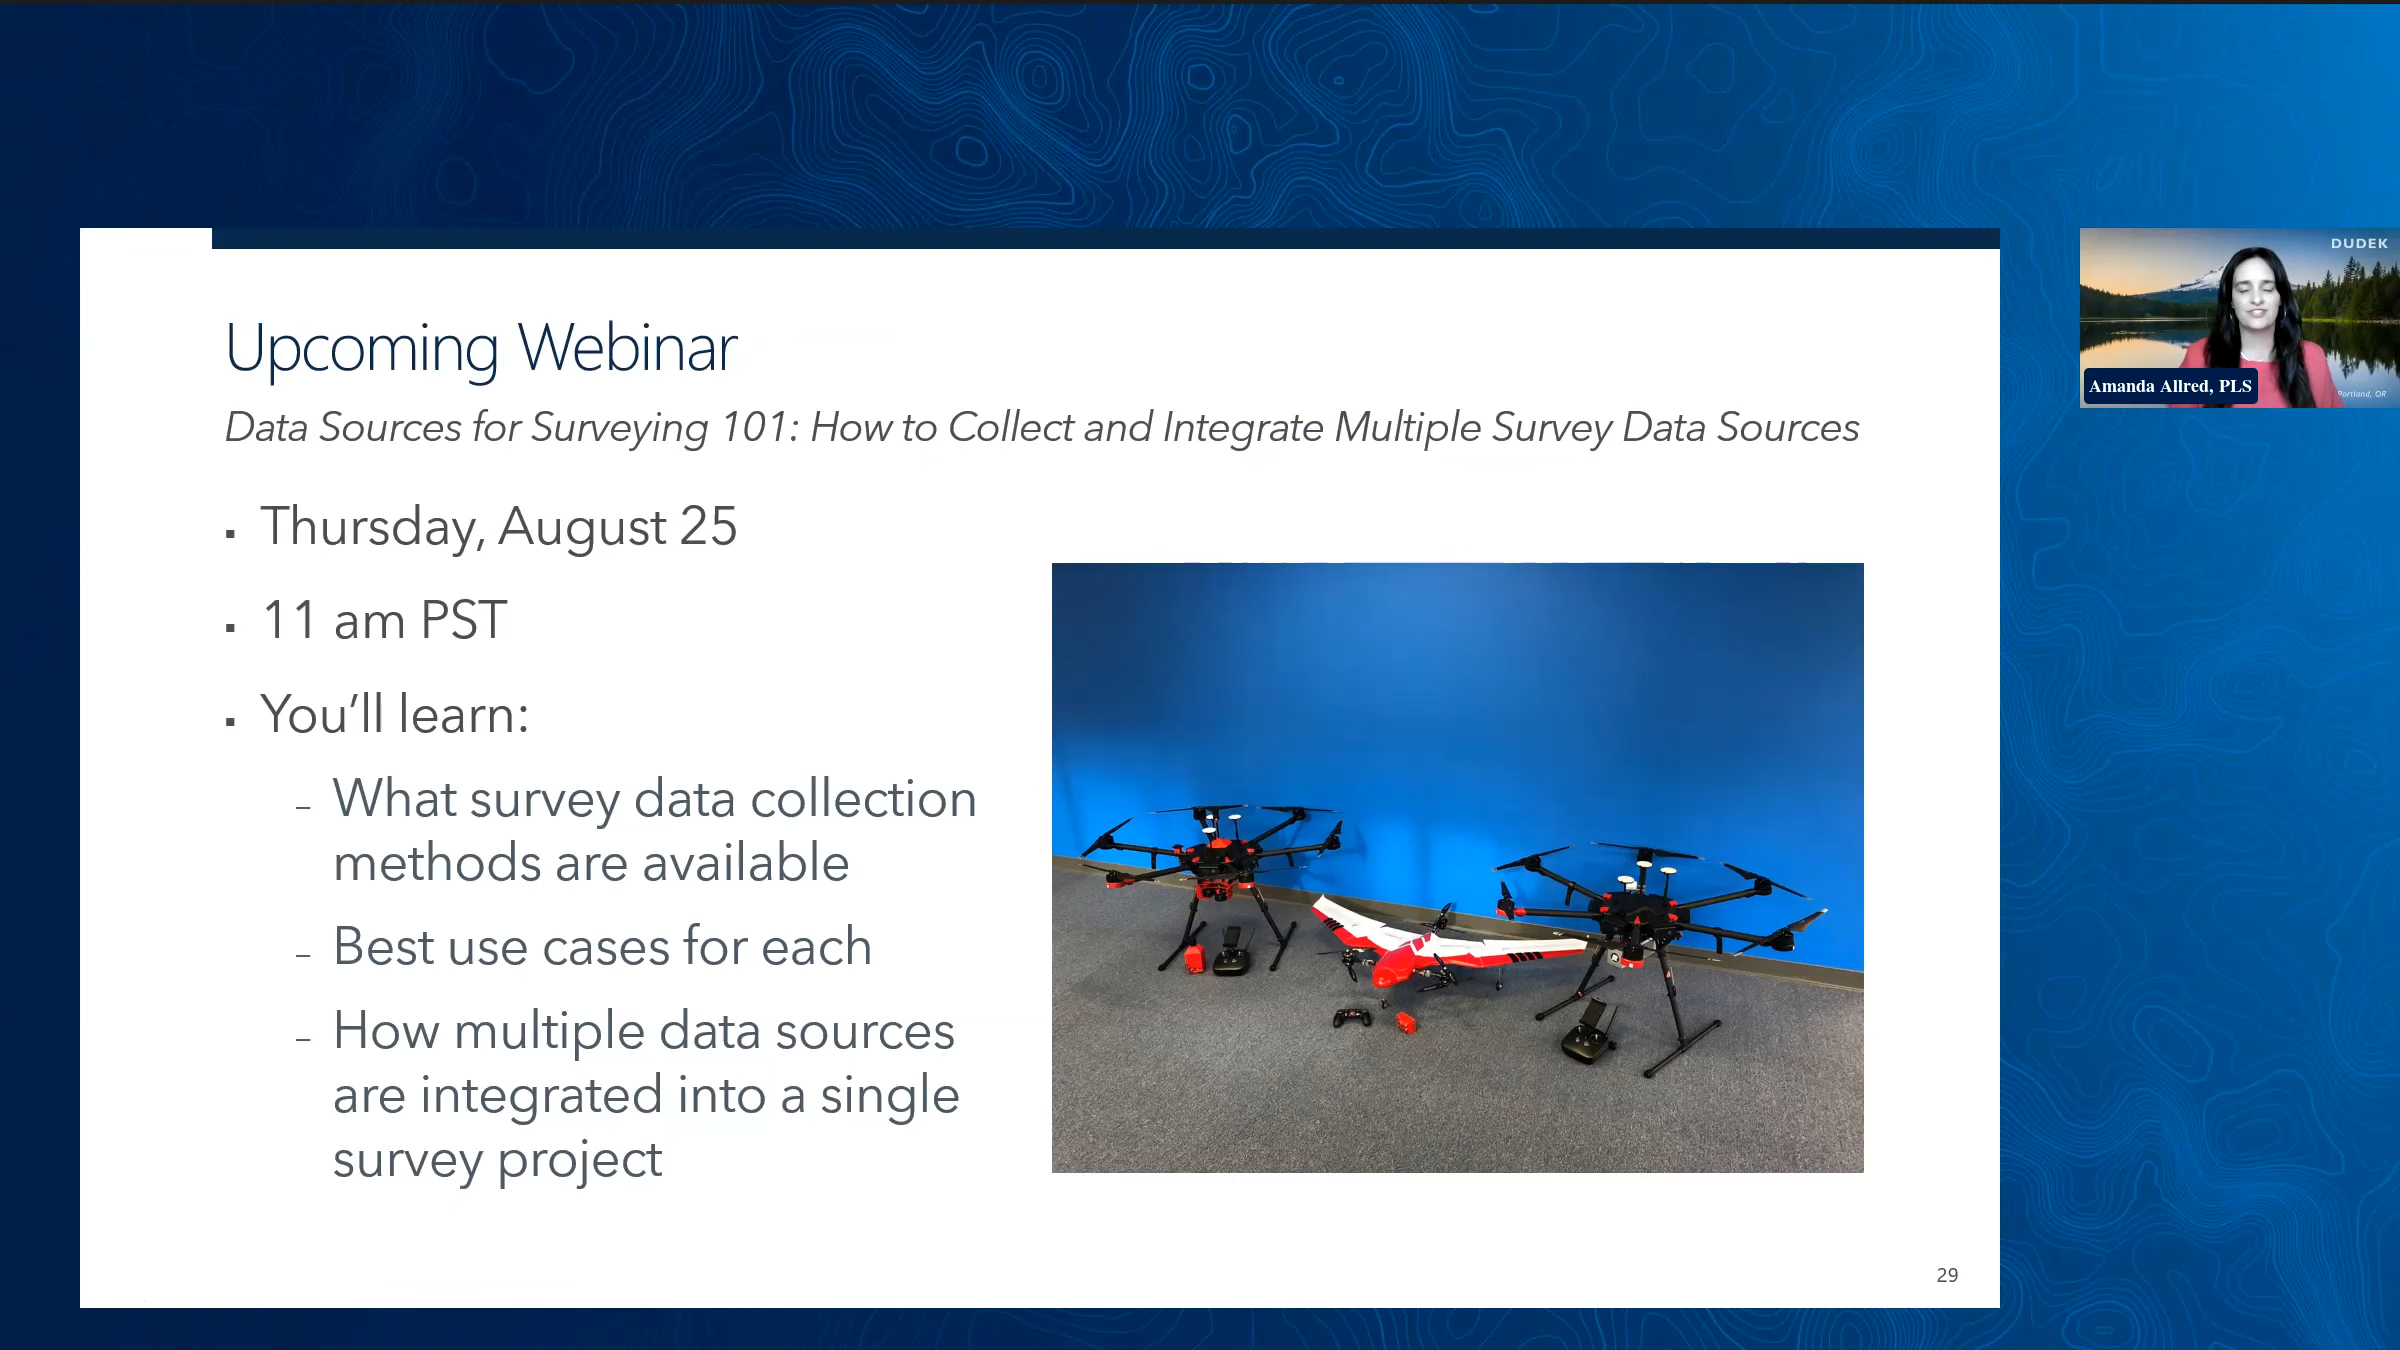 Upcoming Webinar
Data Sources for Surveying 101: How to Collect and Integrate Multiple Survey Data Sources
▪ Thursday, August 25
▪ 11 am PST
▪ You’ll learn:
– What survey data collection
methods are available
– Best use cases for each
– How multiple data sources
are integrated into a single
survey project
29
DUDEK
Amanda Allred, PLS
Portland, OR